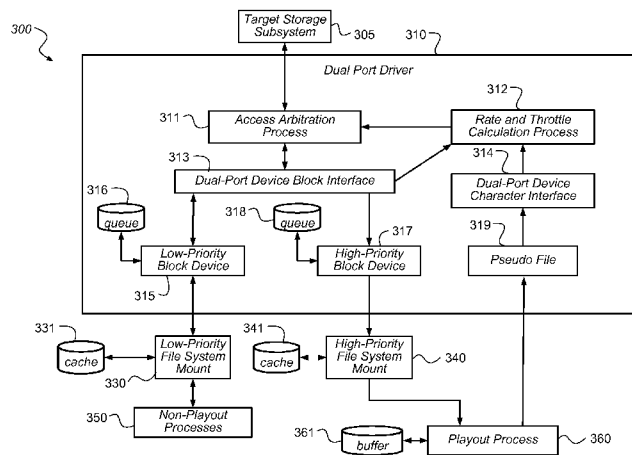 300
Target Storage
Subsystem
305
310
Dual Port Driver
312
311
Access Arbitration
Process
Rate and Throttle
Calculation Process
313
314
Dual-Port Device Block Interface
316
queue
318
queue
317
Dual-Port Device
Character Interface
319
Low-Priority
Block Device
315
High-Priority
Block Device
Pseudo File
331
cache
Low-Priority
File System
Mount
330
341
cache
High-Priority
File System
Mount
340
350
Non-Playout
Processes
361
buffer
Playout Process
360